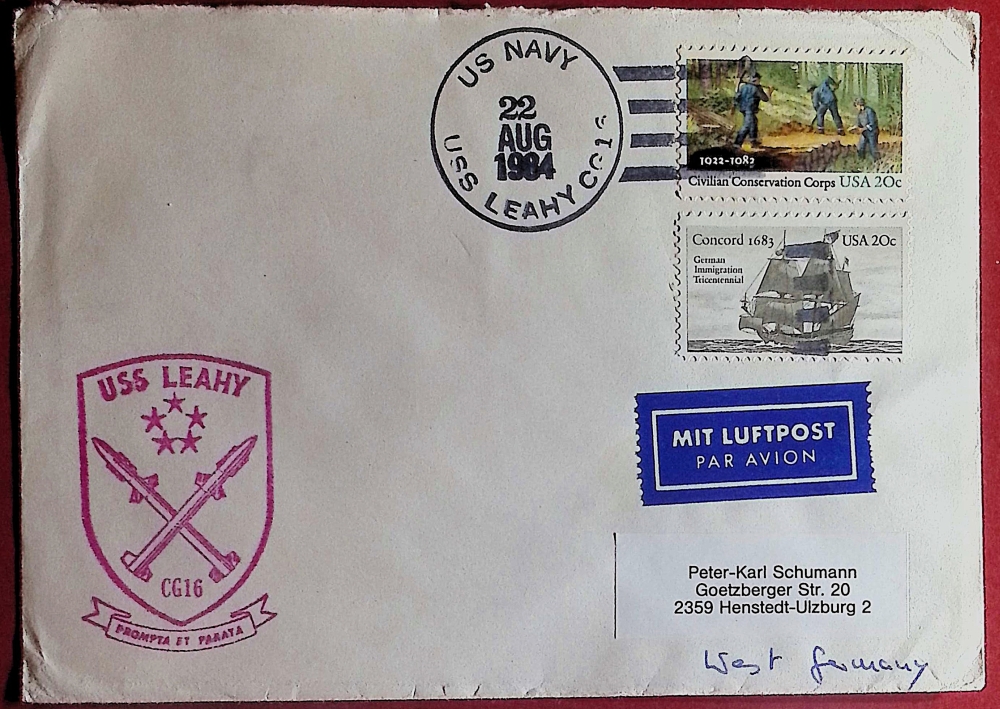 US NAVY
22
AUG
1984
USS LEAHY CG16
1933-1983
Civilian Conservation Corps USA 20c
Concord 1683 USA 20c
German
Immigration
Tricentennial
MIT LUFTPOST
PAR AVION
USS LEAHY
CG16
PROMPTA ET PARATA
Peter-Karl Schumann
Goetzberger Str. 20
2359 Henstedt-Ulzburg 2
West Germany